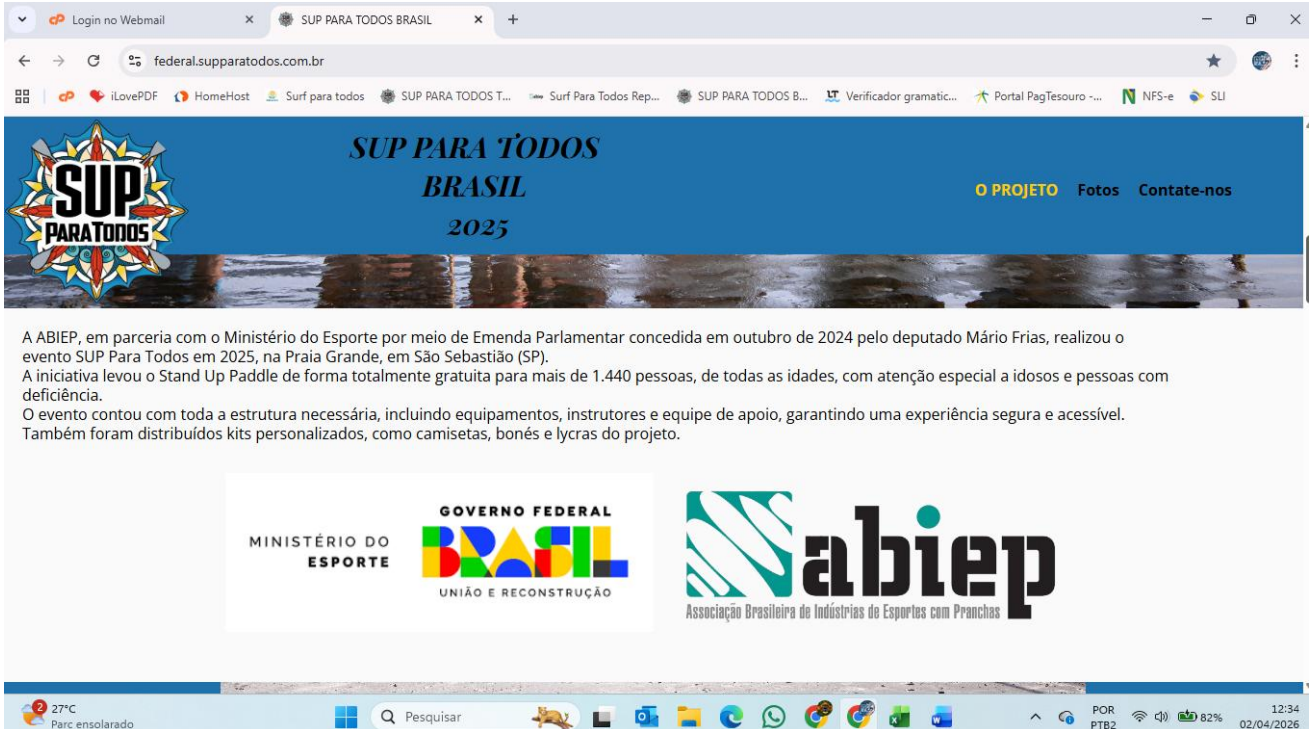 Login no Webmail
SUP PARA TODOS BRASIL
federal.supparatodos.com.br
iLovePDF HomeHost Surf para todos SUP PARA TODOS T... Surf Para Todos Rep... SUP PARA TODOS B... Verificador gramatic... Portal PagTesouro -... NFS-e SLI
SUP
PARA TODOS
SUP PARA TODOS
BRASIL
2025
O PROJETO Fotos Contate-nos
A ABIEP, em parceria com o Ministério do Esporte por meio de Emenda Parlamentar concedida em outubro de 2024 pelo deputado Mário Frias, realizou o
evento SUP Para Todos em 2025, na Praia Grande, em São Sebastião (SP).
A iniciativa levou o Stand Up Paddle de forma totalmente gratuita para mais de 1.440 pessoas, de todas as idades, com atenção especial a idosos e pessoas com
deficiência.
O evento contou com toda a estrutura necessária, incluindo equipamentos, instrutores e equipe de apoio, garantindo uma experiência segura e acessível.
Também foram distribuídos kits personalizados, como camisetas, bonés e lycras do projeto.
MINISTÉRIO DO
ESPORTE
GOVERNO FEDERAL
BRASIL
UNIÃO E RECONSTRUÇÃO
abiep
Associação Brasileira de Indústrias de Esportes com Pranchas
2
27°C
Parc ensolarado
Pesquisar
POR
PTB2
82%
12:34
02/04/2026